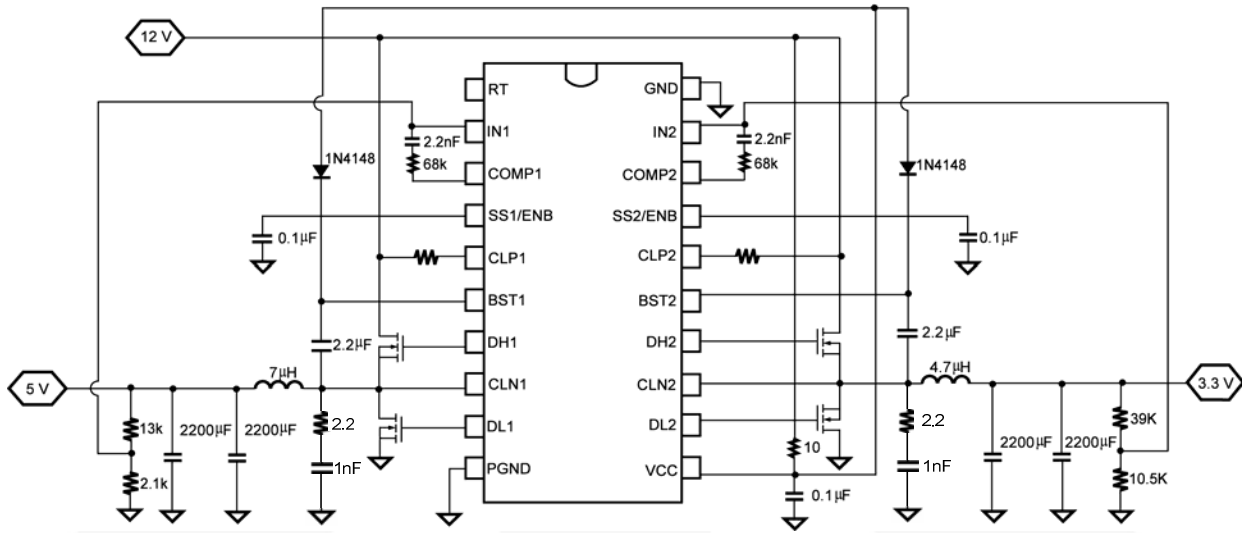 12 V
RT
GND
IN1
IN2
2.2nF
2.2nF
1N4148
68k
68k
1N4148
COMP1
COMP2
SS1/ENB
SS2/ENB
0.1µF
0.1µF
CLP1
CLP2
BST1
BST2
2.2µF
DH1
DH2
2.2µF
7µH
4.7µH
5 V
CLN1
CLN2
3.3 V
13k
2200µF
2200µF
2.2
DL1
DL2
2.2
2200µF
2200µF
39K
10
1nF
PGND
VCC
1nF
2.1k
0.1µF
10.5K